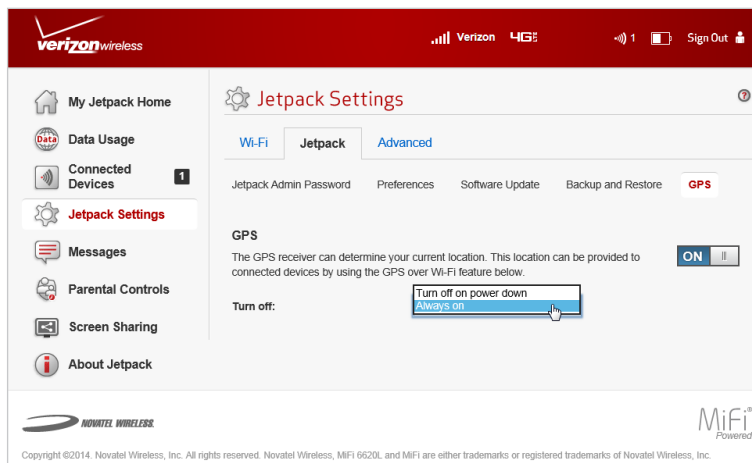 verizonwireless
Verizon 4G LTE
1
Sign Out
My Jetpack Home
Data
Data Usage
Connected
Devices
1
Jetpack Settings
Messages
Parental Controls
Screen Sharing
About Jetpack
Jetpack Settings
?
Wi-Fi Jetpack Advanced
Jetpack Admin Password Preferences Software Update Backup and Restore GPS
GPS
The GPS receiver can determine your current location. This location can be provided to
connected devices by using the GPS over Wi-Fi feature below.
ON
Turn off:
Turn off on power down
Always on
NOVATEL WIRELESS.
MiFi®
Powered
Copyright ©2014. Novatel Wireless, Inc. All rights reserved. Novatel Wireless, MiFi 6620L and MiFi are either trademarks or registered trademarks of Novatel Wireless, Inc.